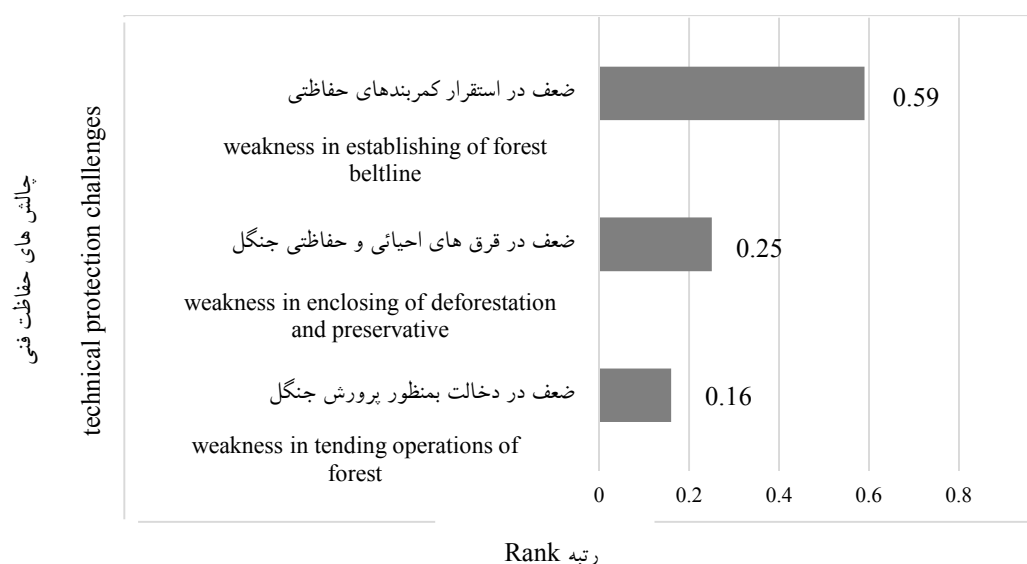 چالش های حفاظت فنی
technical protection challenges
ضعف در استقرار کمربندهای حفاظتی
weakness in establishing of forest
beltline
0.59
ضعف در قرق های احیائی و حفاظتی جنگل
weakness in enclosing of deforestation
and preservative
0.25
ضعف در دخالت بمنظور پرورش جنگل
weakness in tending operations of
forest
0.16
0 0.2 0.4 0.6 0.8
Rank رتبه